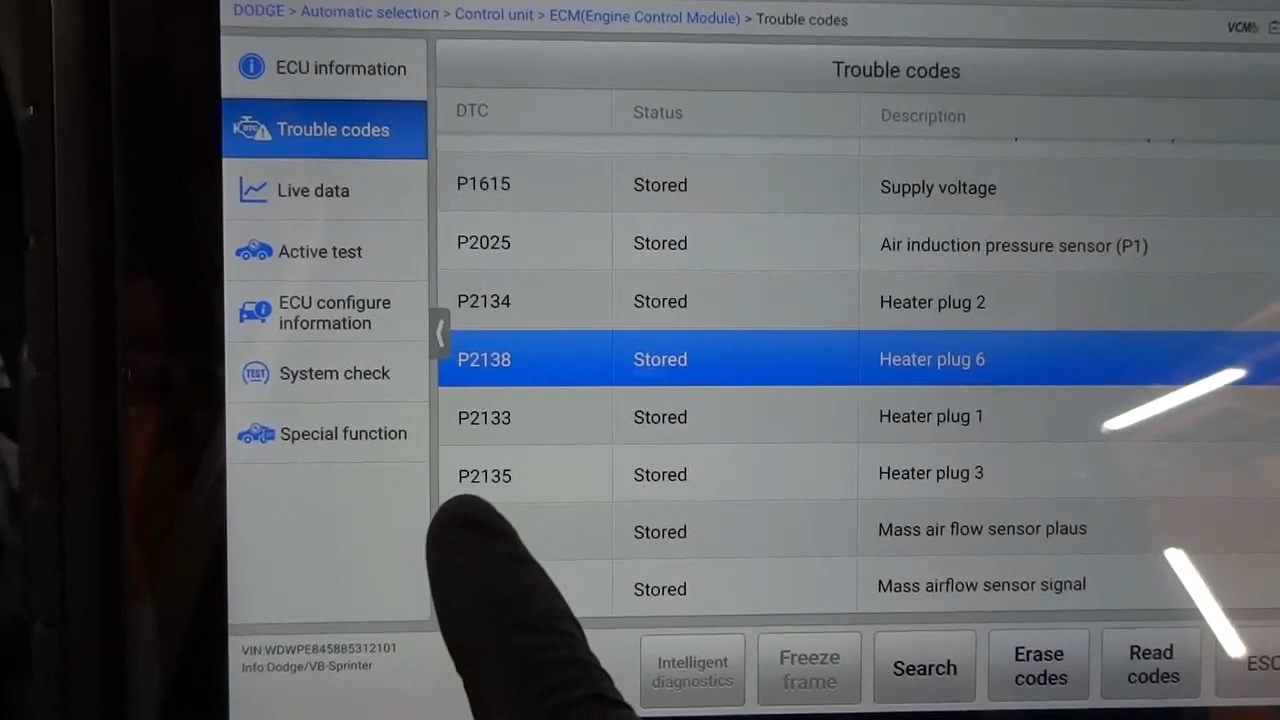 DODGE > Automatic selection > Control unit > ECM(Engine Control Module) > Trouble codes
VCMI
ECU information
Trouble codes
Live data
Active test
ECU configure
information
System check
Special function
Trouble codes
DTC Status Description
P1615 Stored Supply voltage
P2025 Stored Air induction pressure sensor (P1)
P2134 Stored Heater plug 2
P2138 Stored Heater plug 6
P2133 Stored Heater plug 1
P2135 Stored Heater plug 3
Stored Mass air flow sensor plaus
Stored Mass airflow sensor signal
VIN:WDWPE845885312101
Info:Dodge/VB-Sprinter
Intelligent
diagnostics
Freeze
frame
Search
Erase
codes
Read
codes
ESC